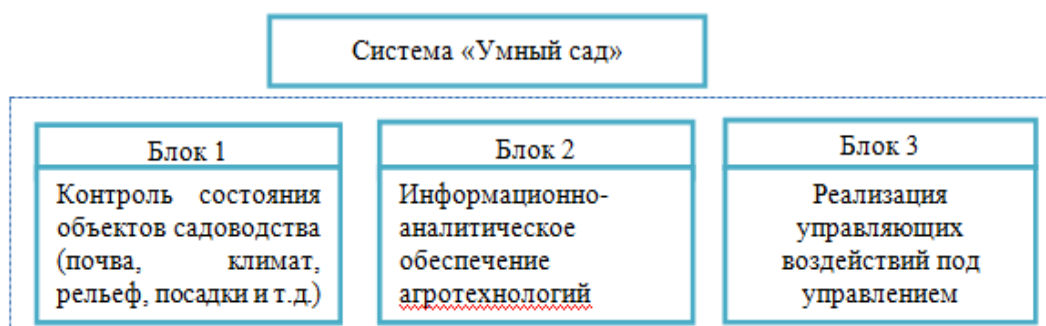 Система «Умный сад»
Блок 1
Контроль состояния
объектов садоводства
(почва, климат,
рельеф, посадки и т.д.)
Блок 2
Информационно-
аналитическое
обеспечение
агротехнологий
Блок 3
Реализация
управляющих
воздействий под
управлением